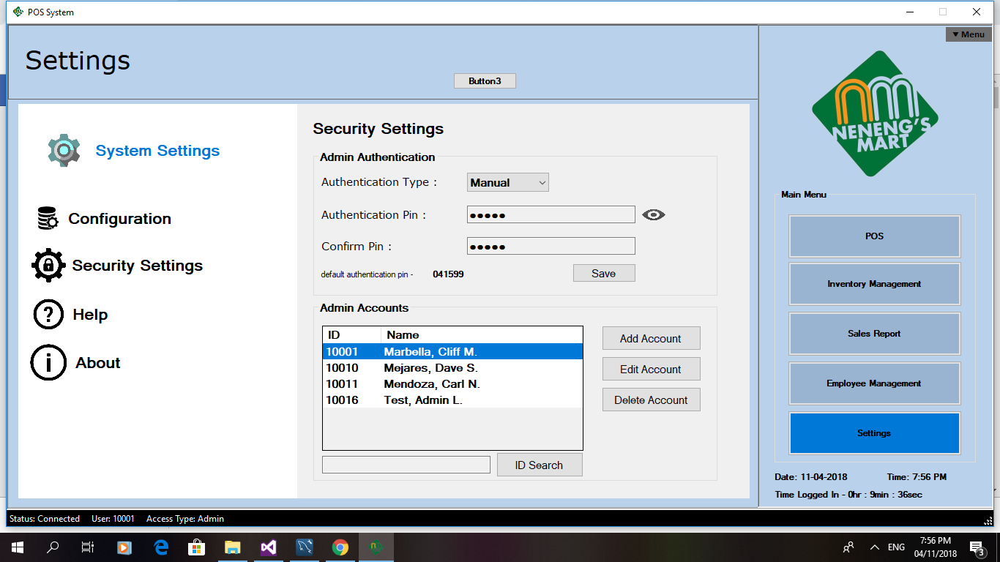 POS System
▼ Menu
Settings
Button3
NENENG'S
MART
System Settings
Configuration
Security Settings
Help
About
Security Settings
Admin Authentication
Authentication Type : Manual
Authentication Pin : ●●●●●
Confirm Pin : ●●●●●
default authentication pin - 041599
Save
Admin Accounts
ID Name
10001 Marbella, Cliff M.
10010 Mejares, Dave S.
10011 Mendoza, Carl N.
10016 Test, Admin L.
Add Account
Edit Account
Delete Account
ID Search
Main Menu
POS
Inventory Management
Sales Report
Employee Management
Settings
Date: 11-04-2018 Time: 7:56 PM
Time Logged In - 0hr : 9min : 36sec
Status: Connected User: 10001 Access Type: Admin
ENG
7:56 PM
04/11/2018
3